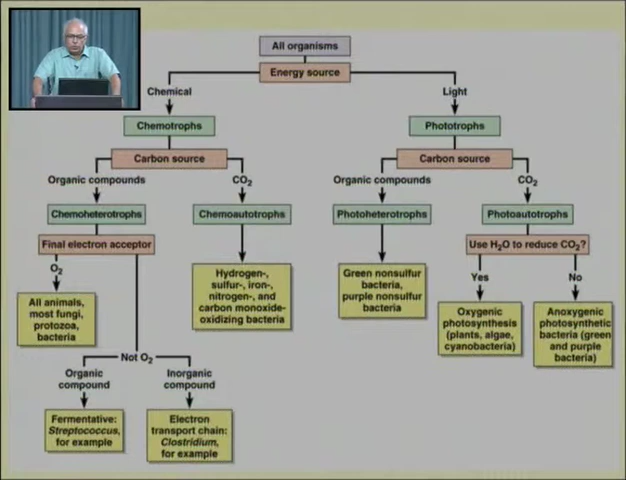 All organisms
Energy source
Chemical
Light
Chemotrophs
Phototrophs
Carbon source
Carbon source
Organic compounds
CO2
Organic compounds
CO2
Chemoheterotrophs
Chemoautotrophs
Photoheterotrophs
Photoautotrophs
Final electron acceptor
Use H2O to reduce CO2?
O2
Yes
No
All animals,
most fungi,
protozoa,
bacteria
Hydrogen-,
sulfur-, iron-,
nitrogen-, and
carbon monoxide-
oxidizing bacteria
Green nonsulfur
bacteria,
purple nonsulfur
bacteria
Oxygenic
photosynthesis
(plants, algae,
cyanobacteria)
Anoxygenic
photosynthetic
bacteria (green
and purple
bacteria)
Not O2
Organic
compound
Inorganic
compound
Fermentative:
Streptococcus,
for example
Electron
transport chain:
Clostridium,
for example